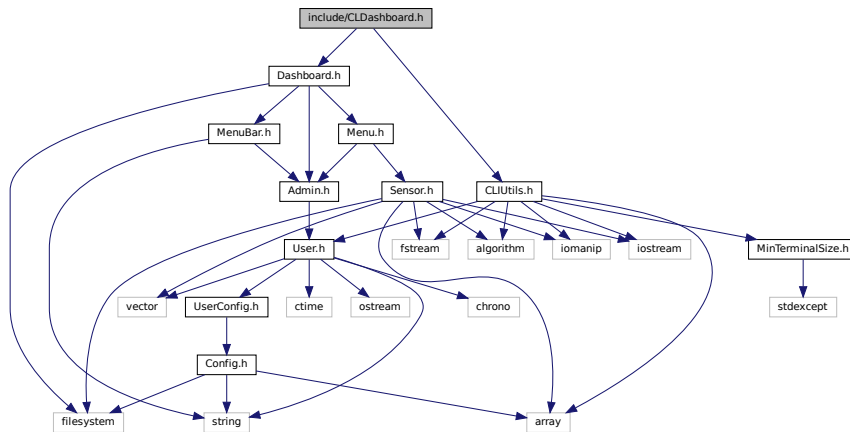 include/CLDashboard.h
Dashboard.h
MenuBar.h
Menu.h
Admin.h
Sensor.h
CLIUtils.h
User.h
fstream
algorithm
iomanip
iostream
MinTerminalSize.h
vector
UserConfig.h
ctime
ostream
chrono
stdexcept
Config.h
filesystem
string
array